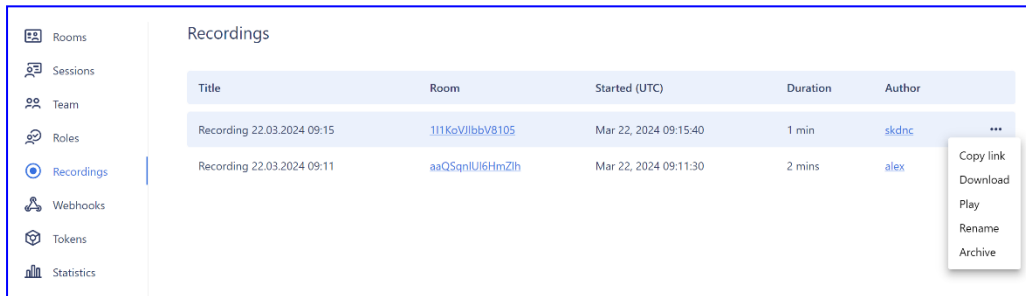 Rooms
Sessions
Team
Roles
Recordings
Webhooks
Tokens
Statistics
Recordings
Title Room Started (UTC) Duration Author
Recording 22.03.2024 09:15 1I1KoVJIbbV8105 Mar 22, 2024 09:15:40 1 min skdnc •••
Recording 22.03.2024 09:11 aaQSqnIUI6HmZIh Mar 22, 2024 09:11:30 2 mins alex
Copy link
Download
Play
Rename
Archive